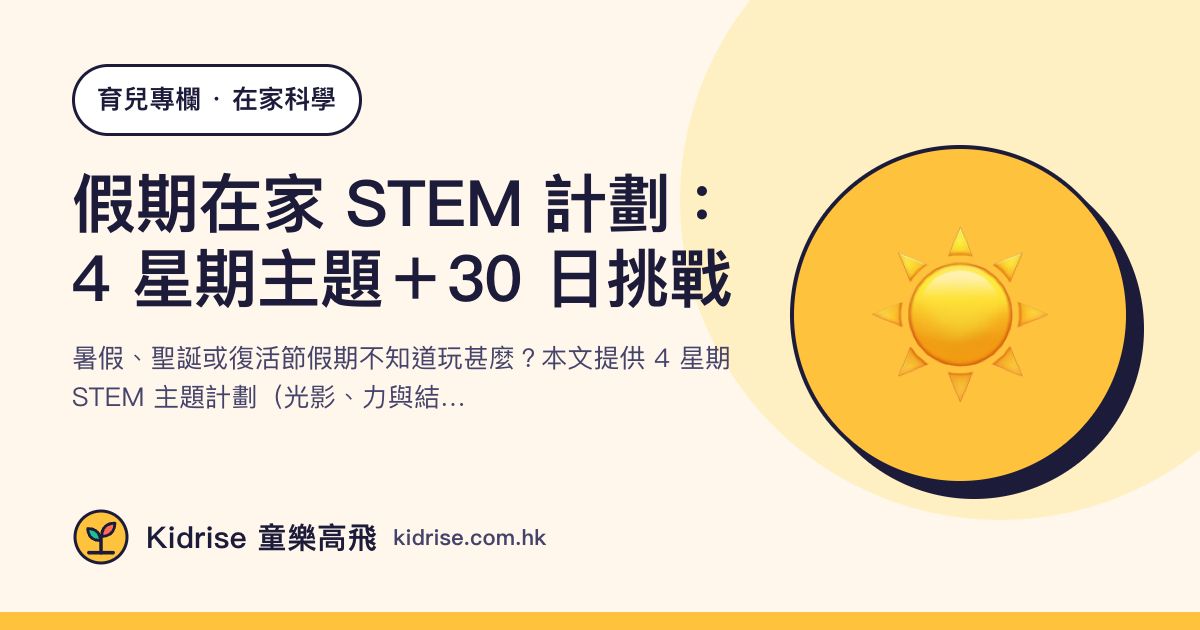 育兒專欄 · 在家科學
假期在家 STEM 計劃：
4 星期主題＋30 日挑戰
暑假、聖誕或復活節假期不知道玩甚麼？本文提供 4 星期
STEM 主題計劃（光影、力與結…
Kidrise 童樂高飛 kidrise.com.hk